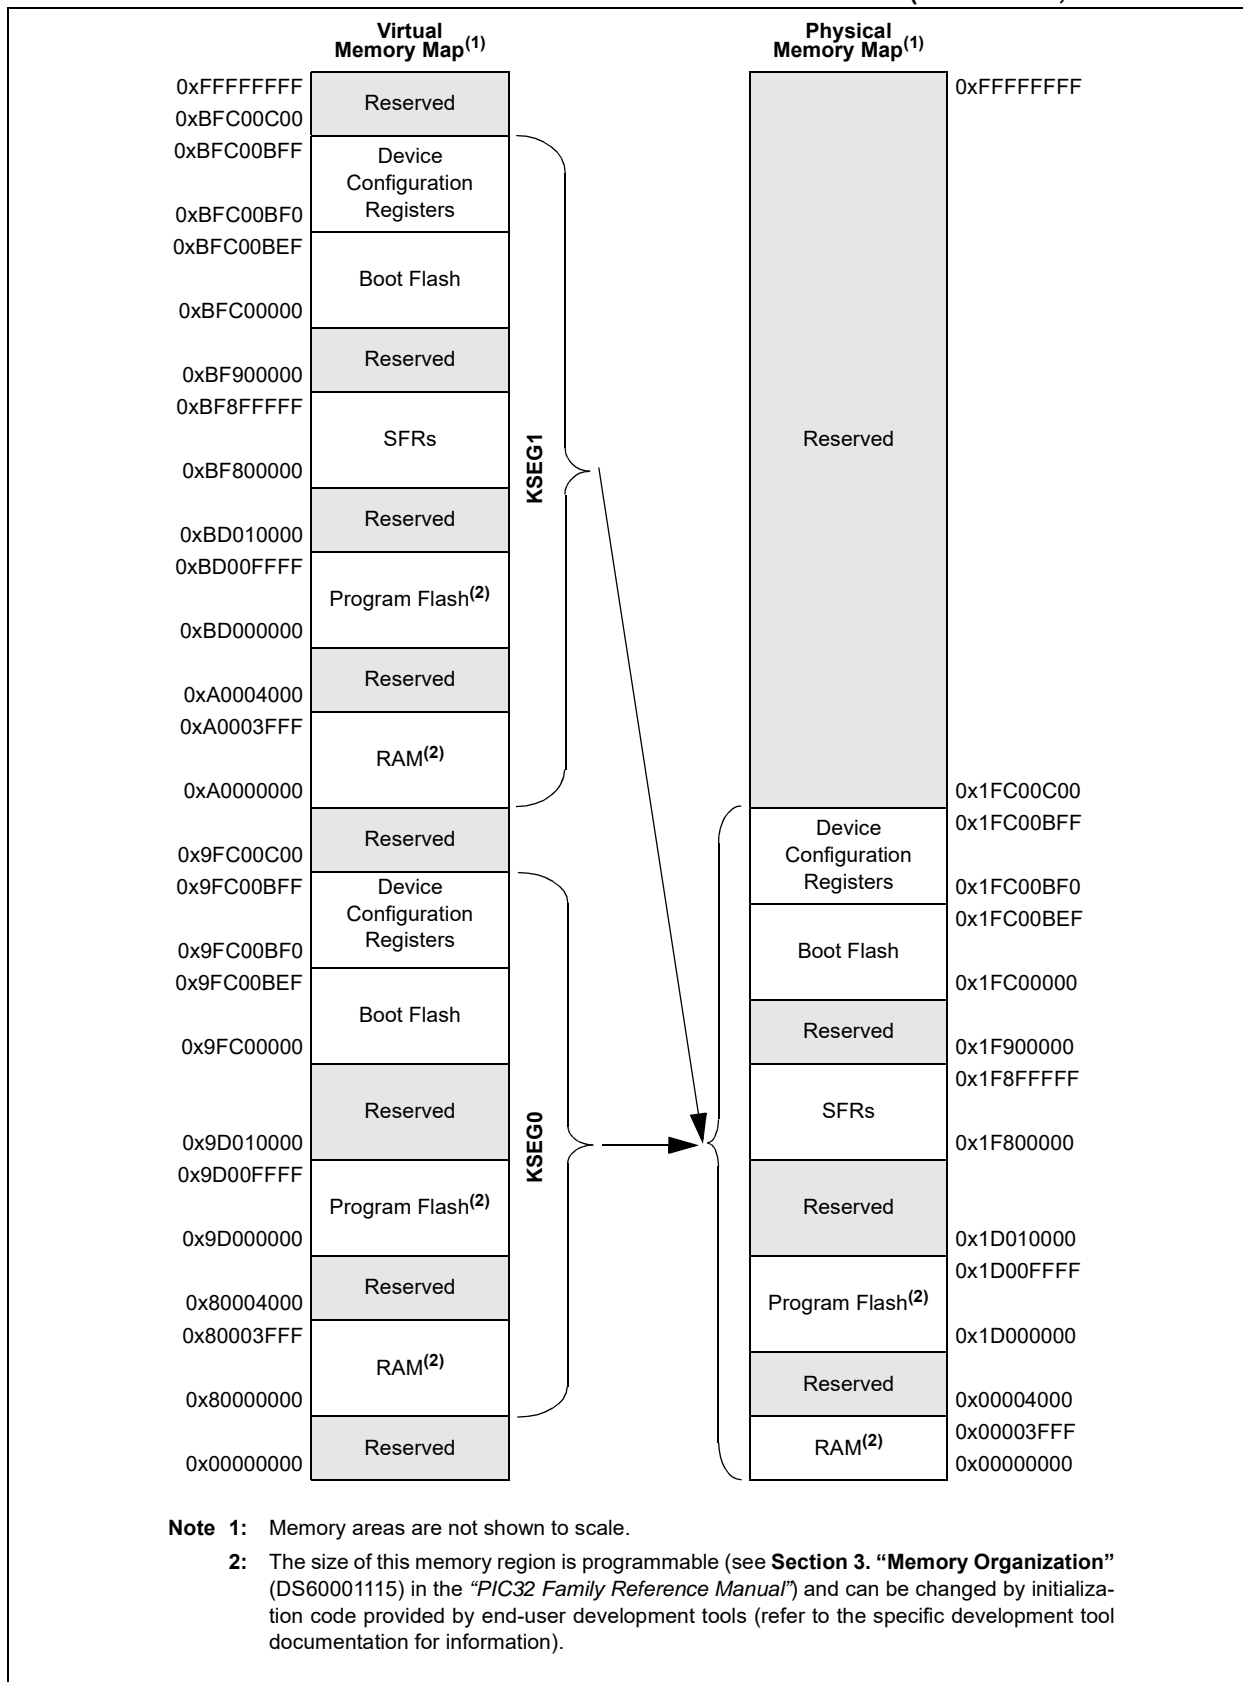 Virtual
Memory Map(1)
0xFFFFFFFF
Reserved
0xBFC00C00
0xBFC00BFF
Device
Configuration
Registers
0xBFC00BF0
0xBFC00BEF
Boot Flash
0xBFC00000
Reserved
0xBF900000
0xBF8FFFFF
SFRs
0xBF800000
Reserved
0xBD010000
0xBD00FFFF
Program Flash(2)
0xBD000000
Reserved
0xA0004000
0xA0003FFF
RAM(2)
0xA0000000
Reserved
0x9FC00C00
0x9FC00BFF
Device
Configuration
Registers
0x9FC00BF0
0x9FC00BEF
Boot Flash
0x9FC00000
Reserved
0x9D010000
0x9D00FFFF
Program Flash(2)
0x9D000000
Reserved
0x80004000
0x80003FFF
RAM(2)
0x80000000
Reserved
0x00000000
KSEG1
KSEG0
Physical
Memory Map(1)
0xFFFFFFFF
Reserved
0x1FC00C00
0x1FC00BFF
Device
Configuration
Registers
0x1FC00BF0
0x1FC00BEF
Boot Flash
0x1FC00000
Reserved
0x1F900000
0x1F8FFFFF
SFRs
0x1F800000
Reserved
0x1D010000
0x1D00FFFF
Program Flash(2)
0x1D000000
Reserved
0x00004000
0x00003FFF
RAM(2)
0x00000000
Note 1: Memory areas are not shown to scale.
2: The size of this memory region is programmable (see Section 3. “Memory Organization”
(DS60001115) in the “PIC32 Family Reference Manual”) and can be changed by initializa-
tion code provided by end-user development tools (refer to the specific development tool
documentation for information).